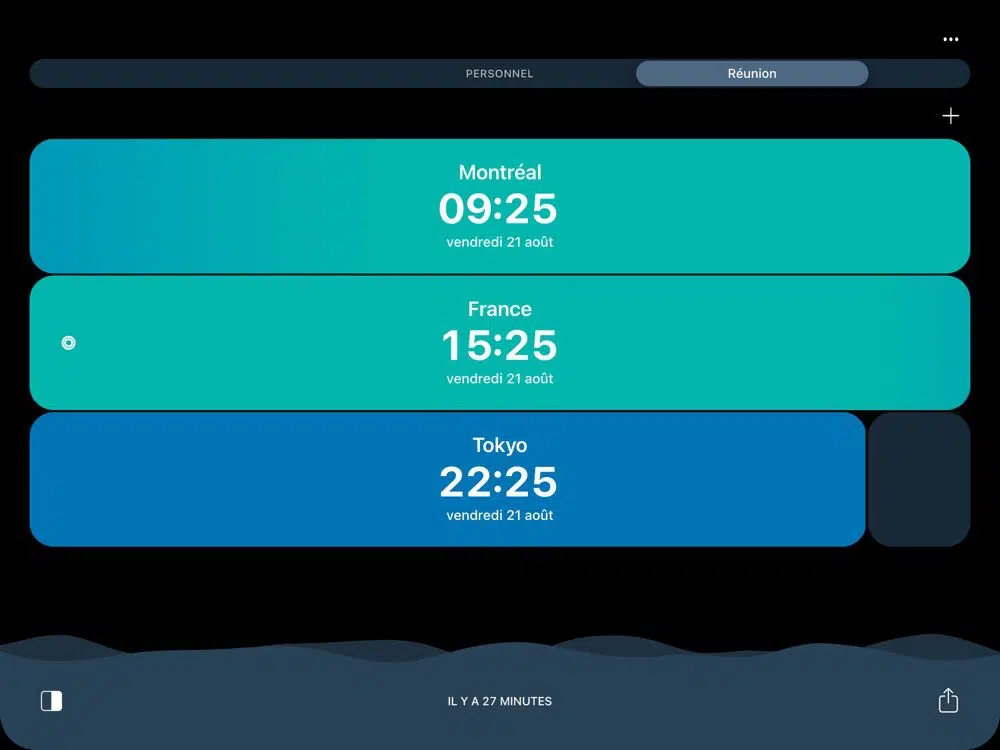 PERSONNEL
Réunion
Montréal
09:25
vendredi 21 août
France
15:25
vendredi 21 août
Tokyo
22:25
vendredi 21 août
IL Y A 27 MINUTES